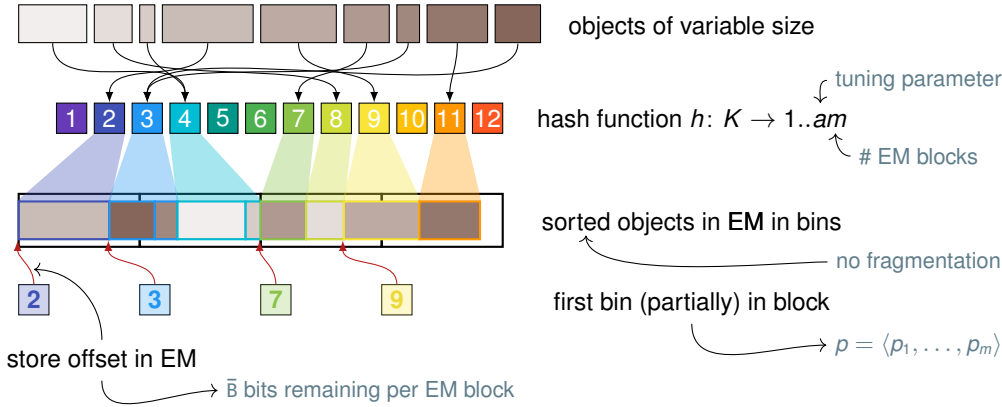 objects of variable size
tuning parameter
1 2 3 4 5 6 7 8 9 10 11 12
hash function h: K → 1..am
# EM blocks
sorted objects in EM in bins
no fragmentation
2 3 7 9
first bin (partially) in block
p = ⟨p₁, . . . , pₘ⟩
store offset in EM
B̄ bits remaining per EM block